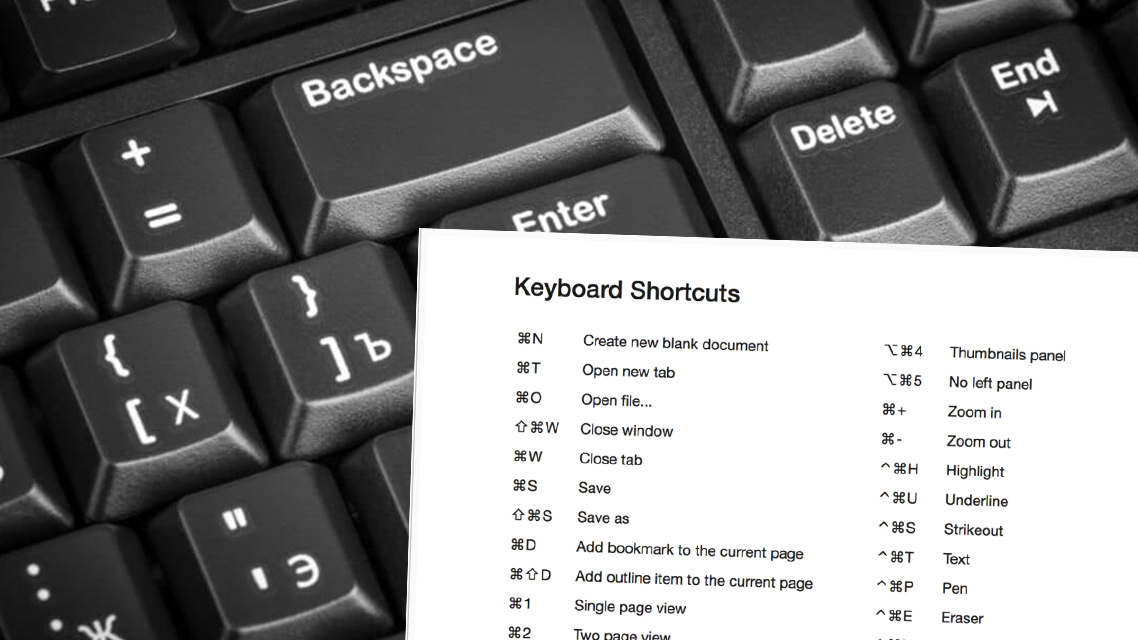 Backspace
End
Delete
+
=
Enter
}
] Ъ
{
[ Х
"
' Э
:
Ж
Keyboard Shortcuts
⌘N Create new blank document
⌘T Open new tab
⌘O Open file...
⇧⌘W Close window
⌘W Close tab
⌘S Save
⇧⌘S Save as
⌘D Add bookmark to the current page
⌘⇧D Add outline item to the current page
⌘1 Single page view
⌘2 Two page view
⌥⌘4 Thumbnails panel
⌥⌘5 No left panel
⌘+ Zoom in
⌘- Zoom out
^⌘H Highlight
^⌘U Underline
^⌘S Strikeout
^⌘T Text
^⌘P Pen
^⌘E Eraser